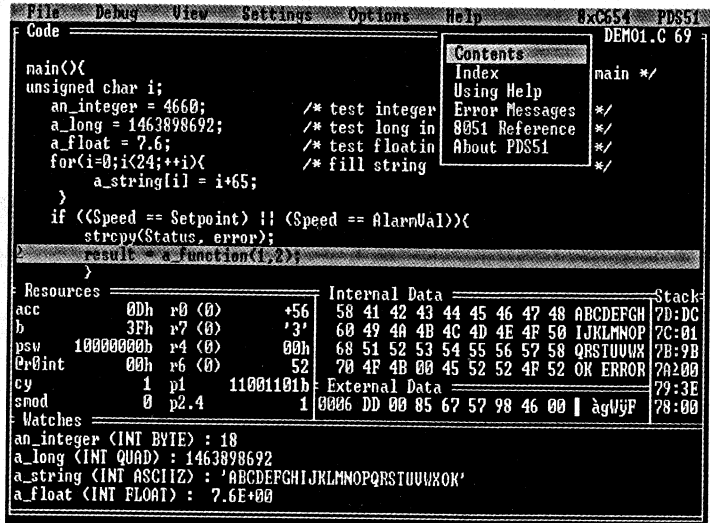 File Debug View Settings Options Help 8xC654 PDS51
Code DEMO1.C 69
Contents
Index
Using Help
Error Messages
8051 Reference
About PDS51
main(){ main */
unsigned char i;
an_integer = 4660; /* test integer */
a_long = 1463898692; /* test long in */
a_float = 7.6; /* test floatin */
for(i=0;i<24;++i){ /* fill string */
a_string[i] = i+65;
}
if ((Speed == Setpoint) || (Speed == AlarmVal)){
strcpy(Status, error);
result = a_function(1,2);
}
Resources
acc 0Dh r0 (0) +56
b 3Fh r7 (0) '3'
psw 10000000b r4 (0) 00h
@r0int 00h r6 (0) 52
cy 1 p1 11001101b
smod 0 p2.4 1
Internal Data
58 41 42 43 44 45 46 47 48 ABCDEFGH
60 49 4A 4B 4C 4D 4E 4F 50 IJKLMNOP
68 51 52 53 54 55 56 57 58 QRSTUVWX
70 4F 4B 00 45 52 52 4F 52 OK ERROR
External Data
0006 DD 00 85 67 57 98 46 00 ▌ àgWÿF
Stack
7D:DC
7C:01
7B:9B
7A:00
79:3E
78:00
Watches
an_integer (INT BYTE) : 18
a_long (INT QUAD) : 1463898692
a_string (INT ASCIIZ) : 'ABCDEFGHIJKLMNOPQRSTUVWXOK'
a_float (INT FLOAT) : 7.6E+00